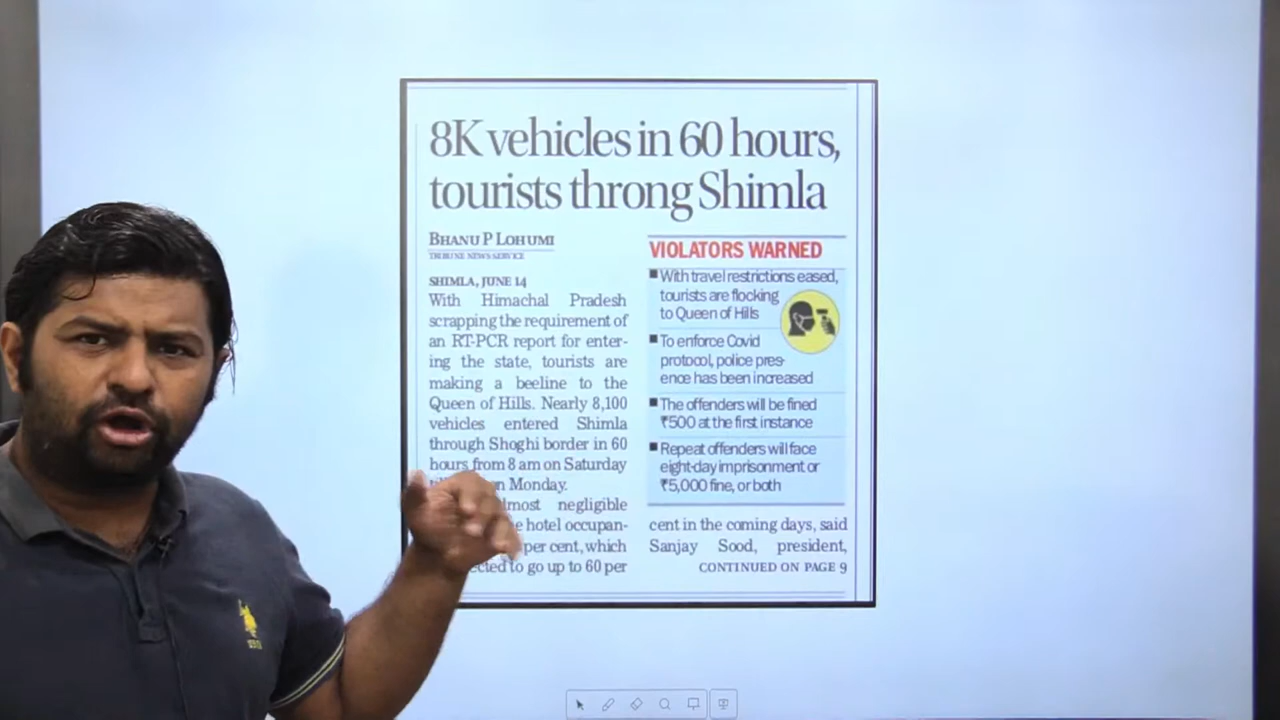 8K vehicles in 60 hours,
tourists throng Shimla
BHANU P LOHUMI
TRIBUNE NEWS SERVICE
SHIMLA, JUNE 14
With Himachal Pradesh
scrapping the requirement of
an RT-PCR report for enter-
ing the state, tourists are
making a beeline to the
Queen of Hills. Nearly 8,100
vehicles entered Shimla
through Shoghi border in 60
hours from 8 am on Saturday
on Monday.
negligible
hotel occupan-
per cent, which
to go up to 60 per
VIOLATORS WARNED
■ With travel restrictions eased,
tourists are flocking
to Queen of Hills
■ To enforce Covid
protocol, police pres-
ence has been increased
■ The offenders will be fined
₹500 at the first instance
■ Repeat offenders will face
eight-day imprisonment or
₹5,000 fine, or both
cent in the coming days, said
Sanjay Sood, president,
CONTINUED ON PAGE 9